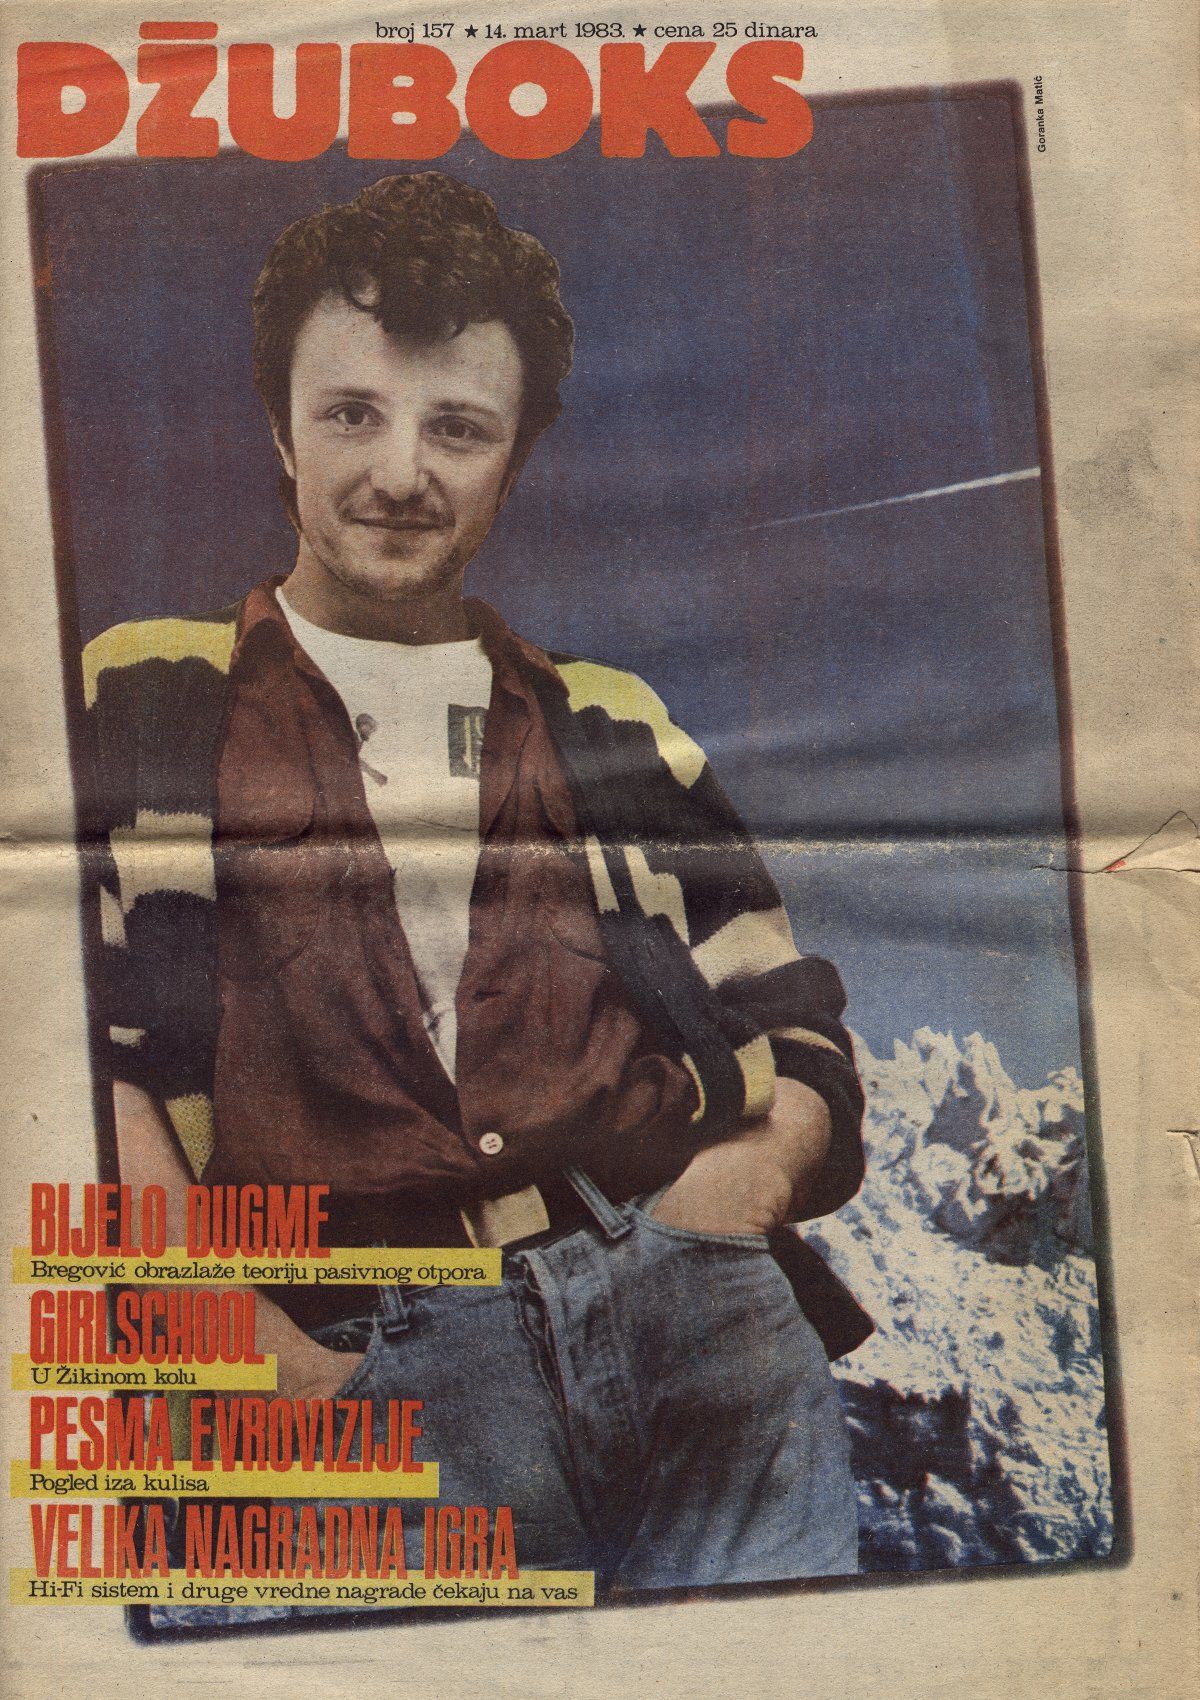 broj 157 ★ 14. mart 1983. ★ cena 25 dinara
DŽUBOKS
Goranka Matić
BIJELO DUGME
Bregović obrazlaže teoriju pasivnog otpora
GIRLSCHOOL
U Žikinom kolu
PESMA EVROVIZIJE
Pogled iza kulisa
VELIKA NAGRADNA IGRA
Hi-Fi sistem i druge vredne nagrade čekaju na vas